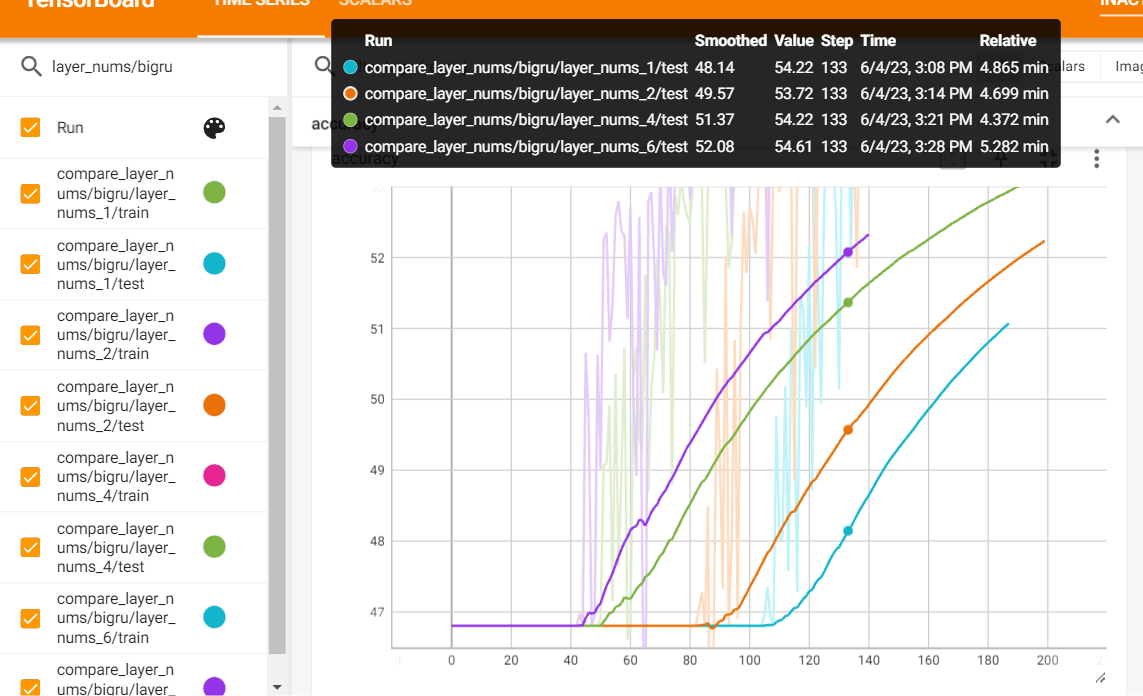 TensorBoard TIME SERIES SCALARS
layer_nums/bigru
Run Smoothed Value Step Time Relative
compare_layer_nums/bigru/layer_nums_1/test 48.14 54.22 133 6/4/23, 3:08 PM 4.865 min
compare_layer_nums/bigru/layer_nums_2/test 49.57 53.72 133 6/4/23, 3:14 PM 4.699 min
compare_layer_nums/bigru/layer_nums_4/test 51.37 54.22 133 6/4/23, 3:21 PM 4.372 min
compare_layer_nums/bigru/layer_nums_6/test 52.08 54.61 133 6/4/23, 3:28 PM 5.282 min
accuracy
accuracy
Run
compare_layer_n
ums/bigru/layer_
nums_1/train
compare_layer_n
ums/bigru/layer_
nums_1/test
compare_layer_n
ums/bigru/layer_
nums_2/train
compare_layer_n
ums/bigru/layer_
nums_2/test
compare_layer_n
ums/bigru/layer_
nums_4/train
compare_layer_n
ums/bigru/layer_
nums_4/test
compare_layer_n
ums/bigru/layer_
nums_6/train
compare_layer_n
ums/bigru/layer_
52
51
50
49
48
47
0 20 40 60 80 100 120 140 160 180 200